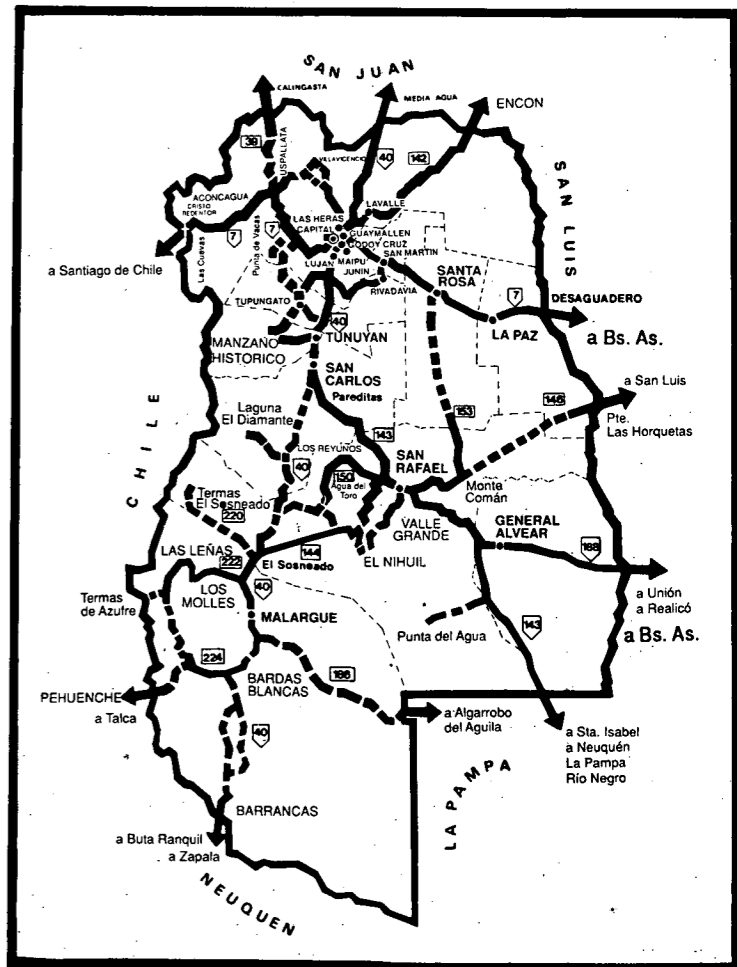 SAN JUAN
CALINGASTA
MEDIA AGUA
ENCON
39
USPALLATA
VILLAVICENCIO
40
142
SAN LUIS
ACONCAGUA
CRISTO
REDENTOR
LAVALLE
LAS HERAS
CAPITAL
GUAYMALLEN
GODOY CRUZ
7
Las Cuevas
Punta de Vacas
7
a Santiago de Chile
LUJAN
MAIPU
JUNIN
SAN MARTIN
RIVADAVIA
SANTA
ROSA
7
DESAGUADERO
TUPUNGATO
40
LA PAZ
a Bs. As.
MANZANO
HISTORICO
TUNUYAN
SAN
CARLOS
Pareditas
a San Luis
146
153
Pte.
Las Horquetas
CHILE
Laguna
El Diamante
143
LOS REYUNOS
SAN
RAFAEL
40
150
Agua del
Toro
Monte
Comán
Termas
El Sosneado
220
VALLE
GRANDE
GENERAL
ALVEAR
188
LAS LEÑAS
222
144
El Sosneado
EL NIHUIL
a Unión
a Realicó
Termas
de Azufre
LOS
MOLLES
40
MALARGUE
Punta del Agua
143
a Bs. As.
224
BARDAS
BLANCAS
186
PEHUENCHE
a Talca
40
a Algarrobo
del Aguila
a Sta. Isabel
a Neuquén
La Pampa
Río Negro
LA PAMPA
BARRANCAS
a Buta Ranquil
a Zapala
NEUQUEN